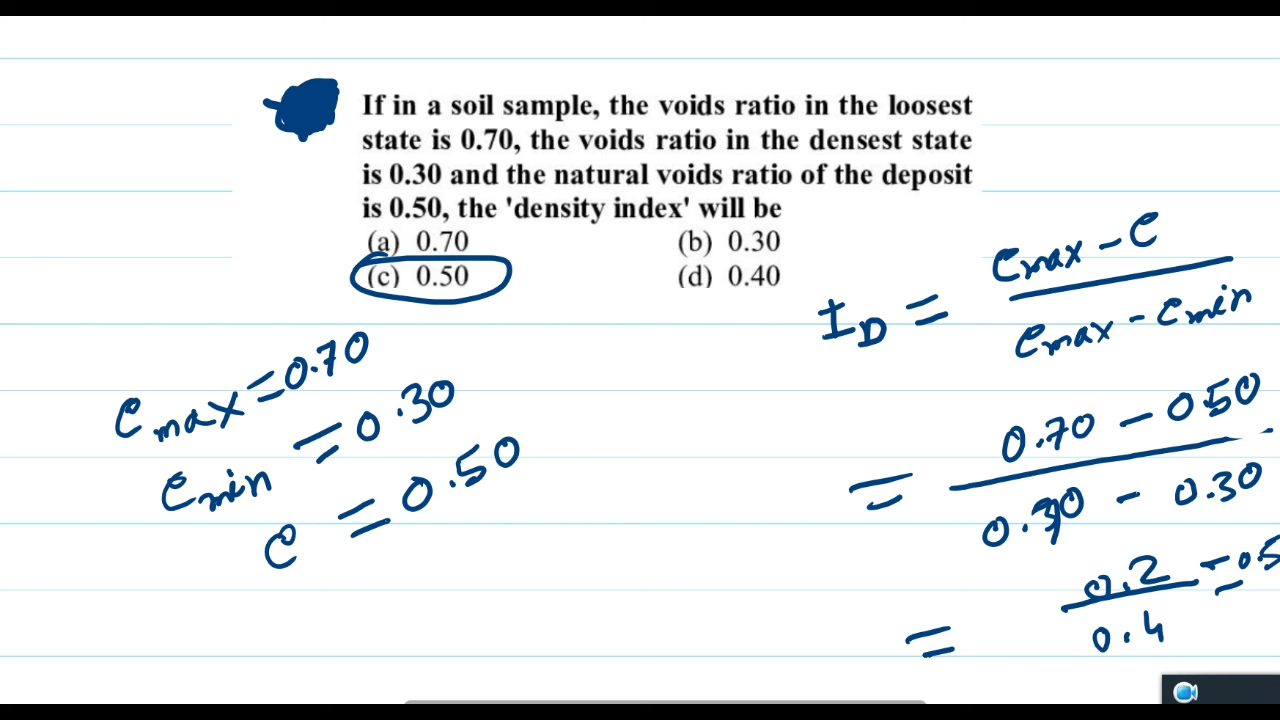 If in a soil sample, the voids ratio in the loosest
state is 0.70, the voids ratio in the densest state
is 0.30 and the natural voids ratio of the deposit
is 0.50, the 'density index' will be
(a) 0.70 (b) 0.30
(c) 0.50 (d) 0.40
emax = 0.70
emin = 0.30
e = 0.50
ID = emax - e
emax - emin
= 0.70 - 0.50
0.70 - 0.30
= 0.2 = 0.5
0.4